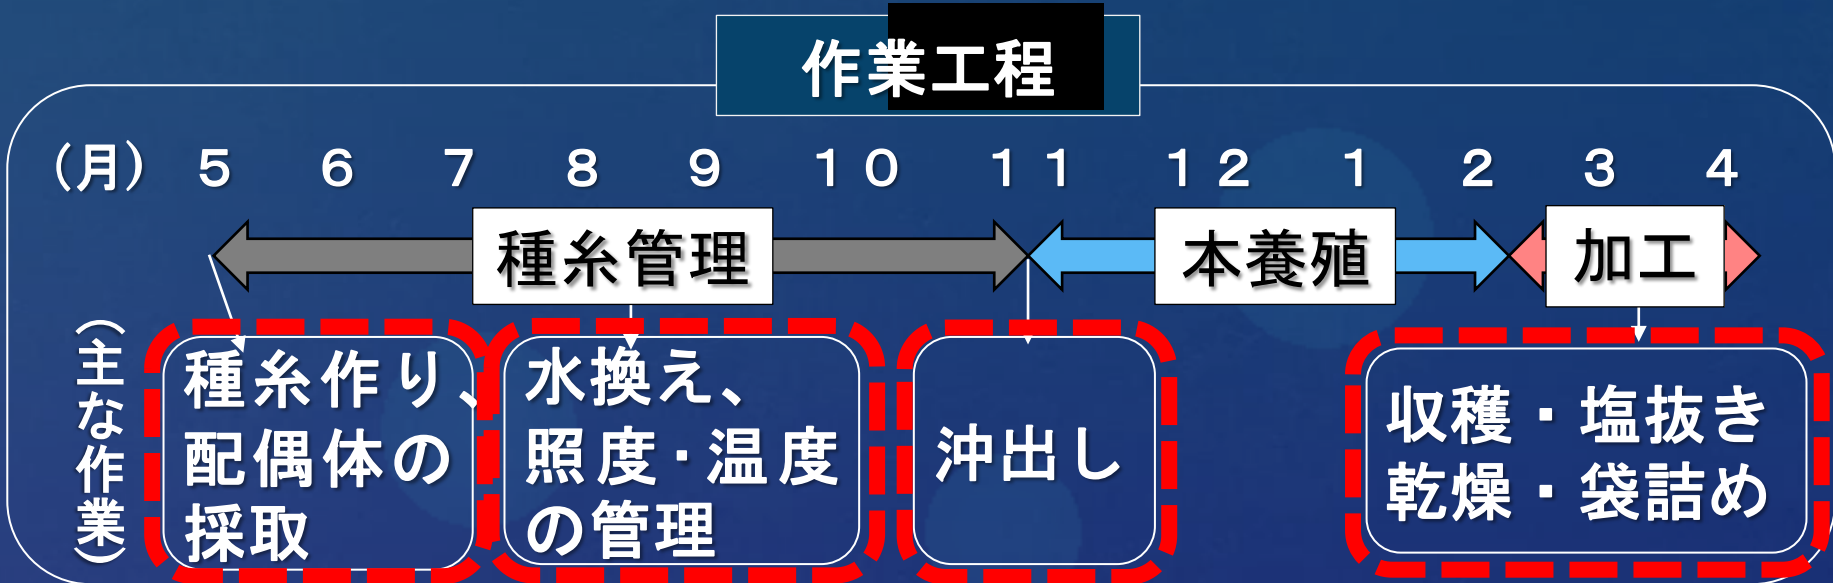 作業工程
（月） ５ ６ ７ ８ ９ １０ １１ １２ １ ２ ３ ４
種糸管理
本養殖
加工
（主な作業）
種糸作り、
配偶体の
採取
水換え、
照度・温度
の管理
沖出し
収穫・塩抜き
乾燥・袋詰め